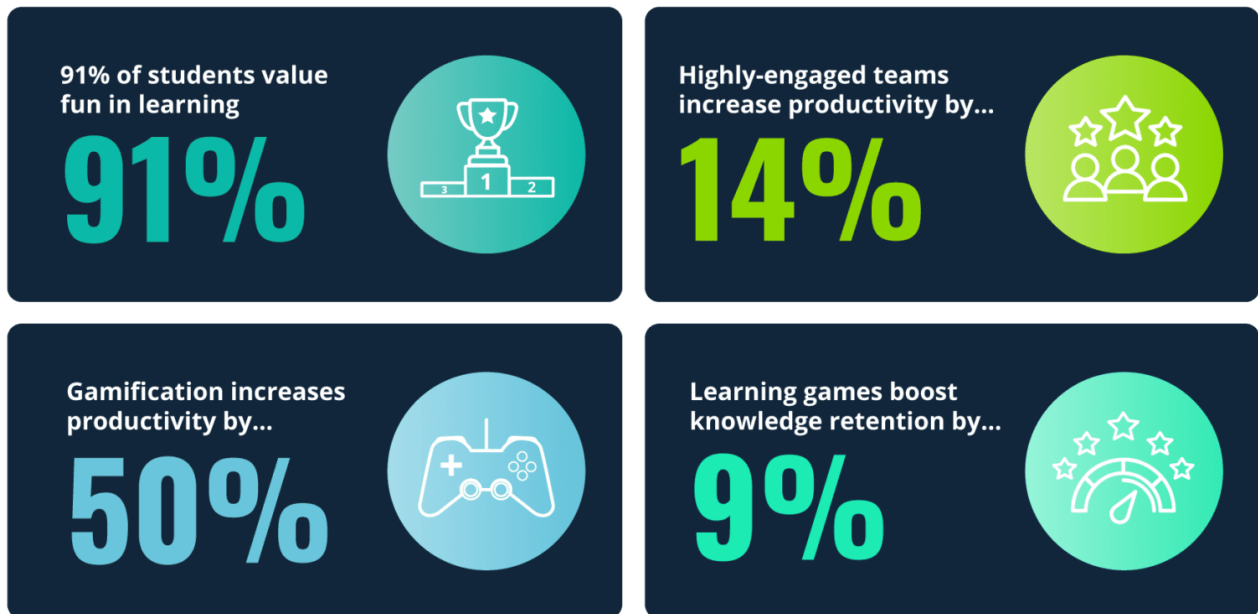 91% of students value
fun in learning
91%
3
1
2
Highly-engaged teams
increase productivity by...
14%
Gamification increases
productivity by...
50%
Learning games boost
knowledge retention by...
9%